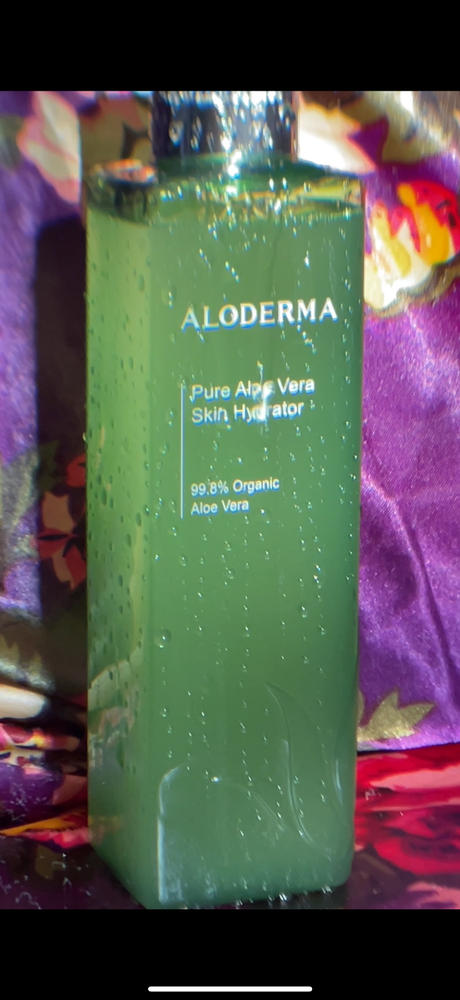 ALODERMA
Pure Aloe Vera
Skin Hydrator
99.8% Organic
Aloe Vera